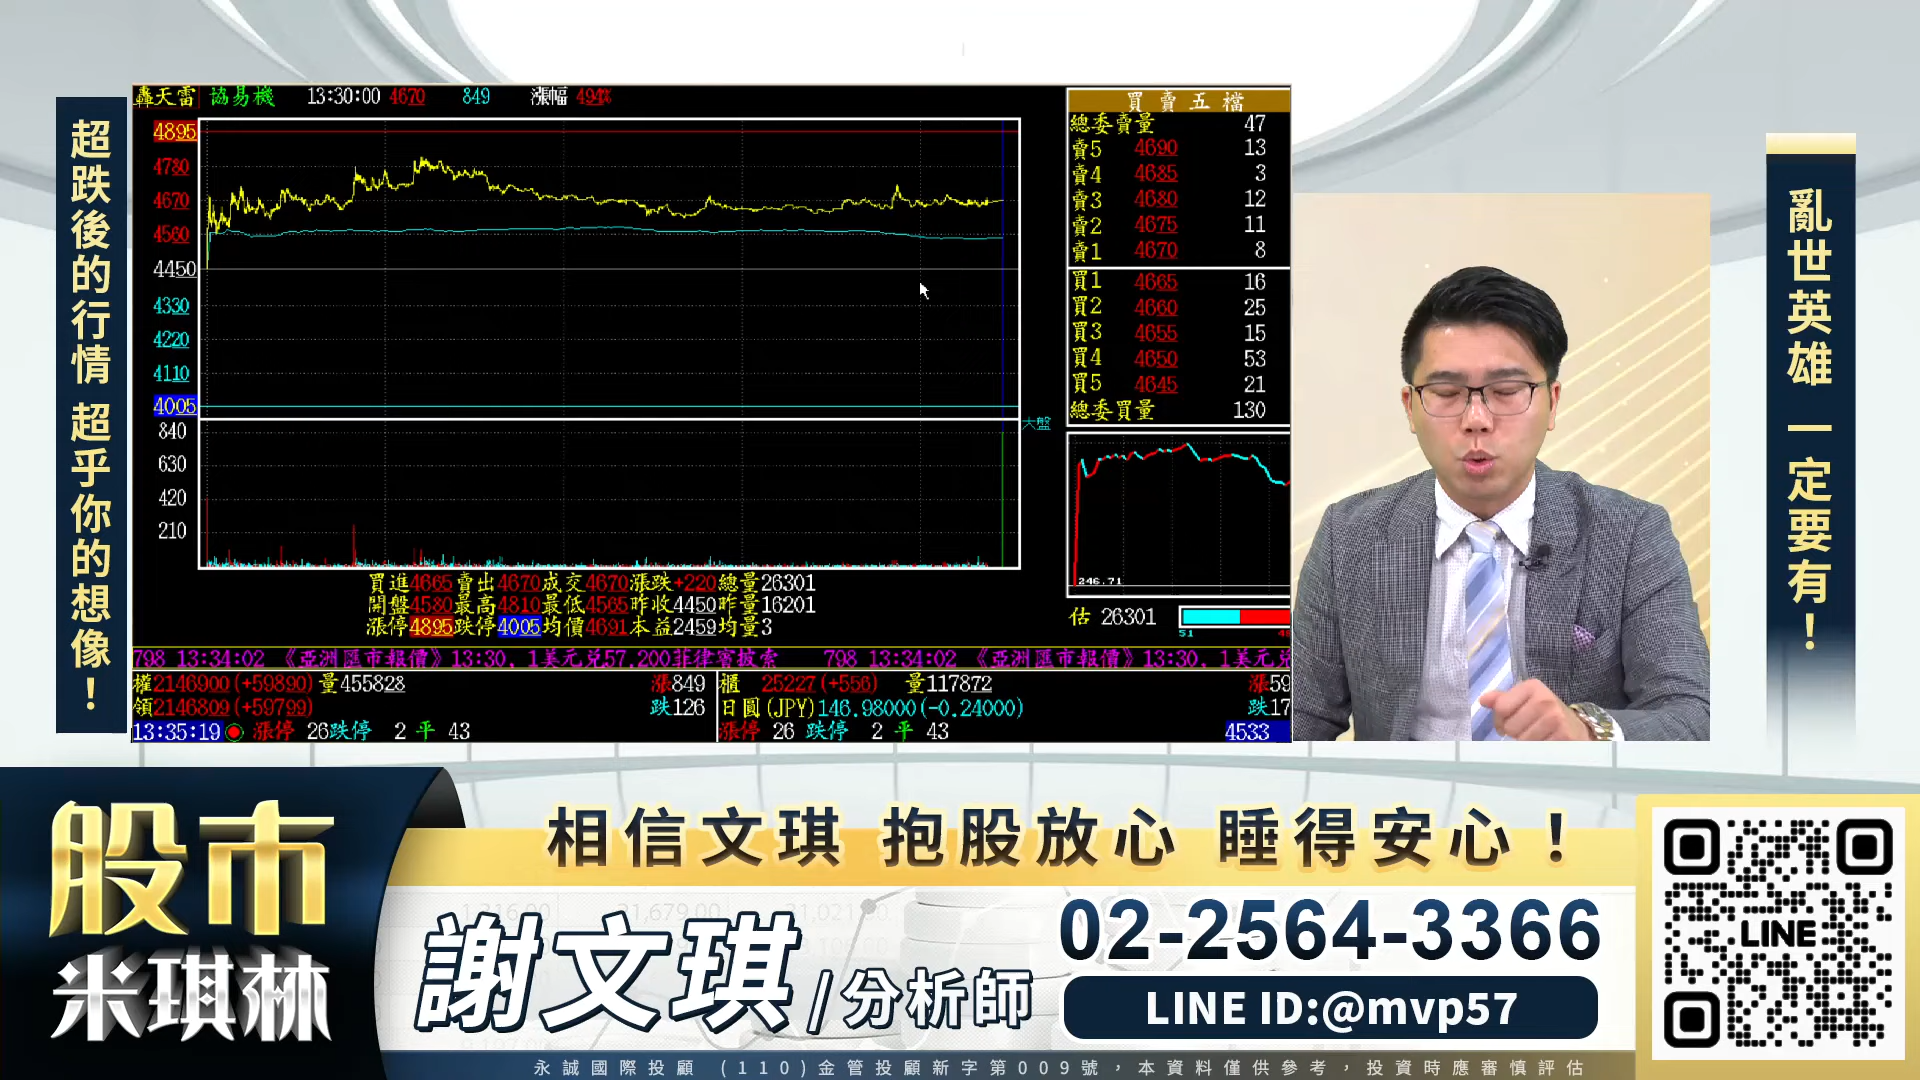 超跌後的行情 超乎你的想像！
轟天雷 協易機 13:30:00 4670 849 漲幅 494%
4895
4780
4670
4560
4450
4330
4220
4110
4005
840
630
420
210
大盤
買賣五檔
總委賣量 47
賣5 4690 13
賣4 4685 3
賣3 4680 12
賣2 4675 11
賣1 4670 8
買1 4665 16
買2 4660 25
買3 4655 15
買4 4650 53
買5 4645 21
總委買量 130
246.71
估 26301
51
買進4665賣出4670成交4670漲跌+220總量26301
開盤4580最高4810最低4565昨收4450昨量16201
漲停4895跌停4005均價4691本益2459均量3
798 13:34:02 《亞洲匯市報價》13:30, 1美元兌57,200菲律賓披索 798 13:34:02 《亞洲匯市報價》13:30, 1美元兌
權2146900(+59890)量455828 漲849
領2146809(+59799) 跌126
13:35:19 漲停 26跌停 2 平 43
櫃 25227(+556) 量117872 漲59
日圓(JPY)146.98000(-0.24000) 跌17
漲停 26 跌停 2 平 43 4533
亂世英雄 一定要有！
股市
米琪林
相信文琪 抱股放心 睡得安心！
謝文琪/分析師
02-2564-3366
LINE ID:@mvp57
LINE
永誠國際投顧 (110)金管投顧新字第009號，本資料僅供參考，投資時應審慎評估